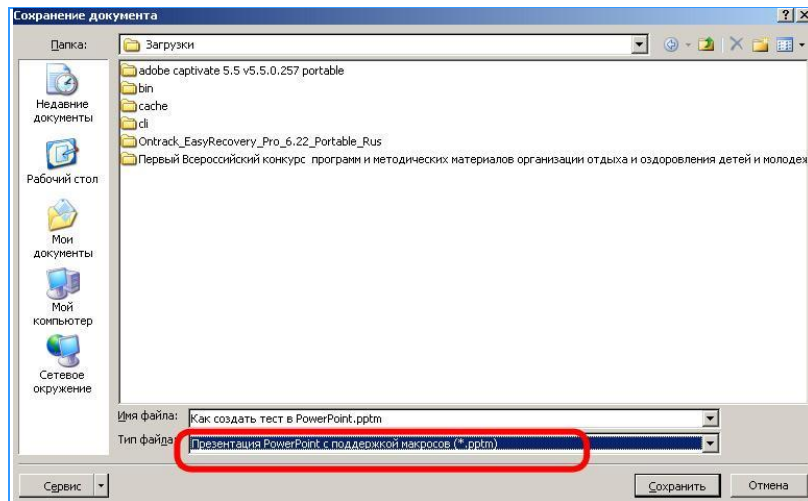 Сохранение документа
Папка:
Загрузки
Недавние документы
Рабочий стол
Мои документы
Мой компьютер
Сетевое окружение
adobe captivate 5.5 v5.5.0.257 portable
bin
cache
cli
Ontrack_EasyRecovery_Pro_6.22_Portable_Rus
Первый Всероссийский конкурс программ и методических материалов организации отдыха и оздоровления детей и молодеж
Имя файла: Как создать тест в PowerPoint.pptm
Тип файла: Презентация PowerPoint с поддержкой макросов (*.pptm)
Сервис
Сохранить
Отмена